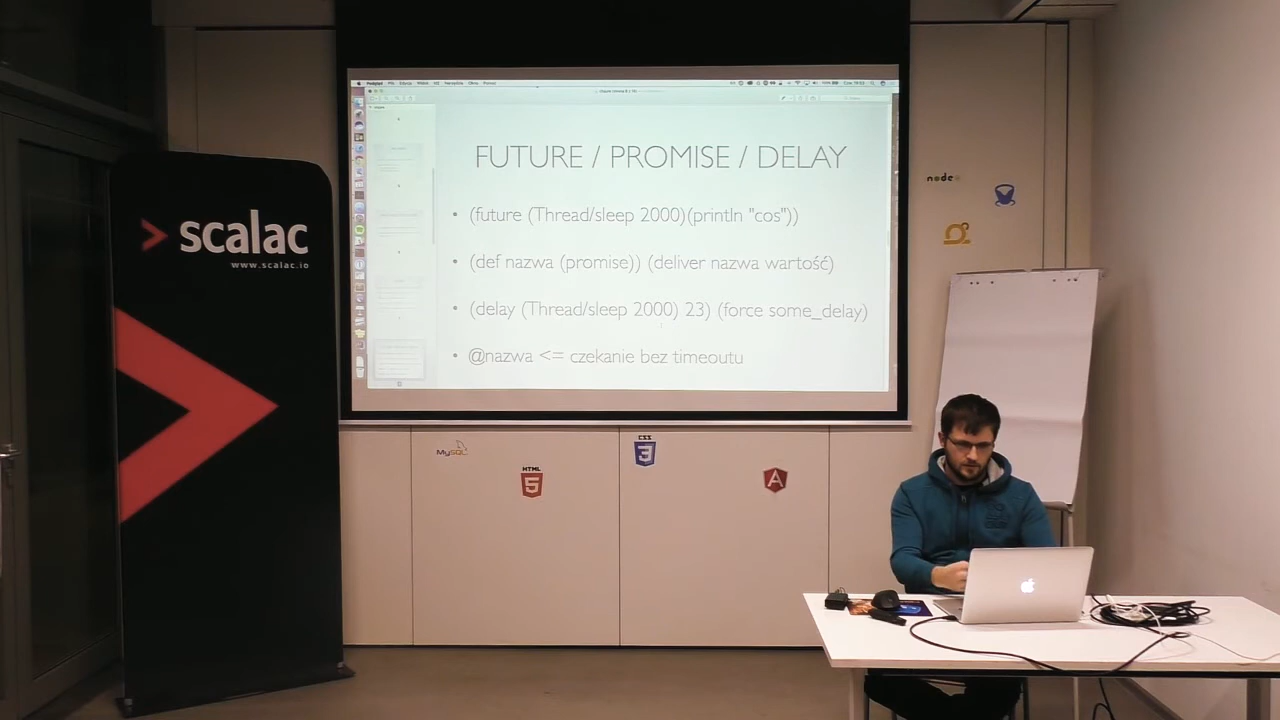 FUTURE / PROMISE / DELAY
• (future (Thread/sleep 2000)(println "cos"))
• (def nazwa (promise)) (deliver nazwa wartość)
• (delay (Thread/sleep 2000) 23) (force some_delay)
• @nazwa <= czekanie bez timeoutu
scalac
www.scalac.io
node
MySQL
HTML
5
CSS
3
A